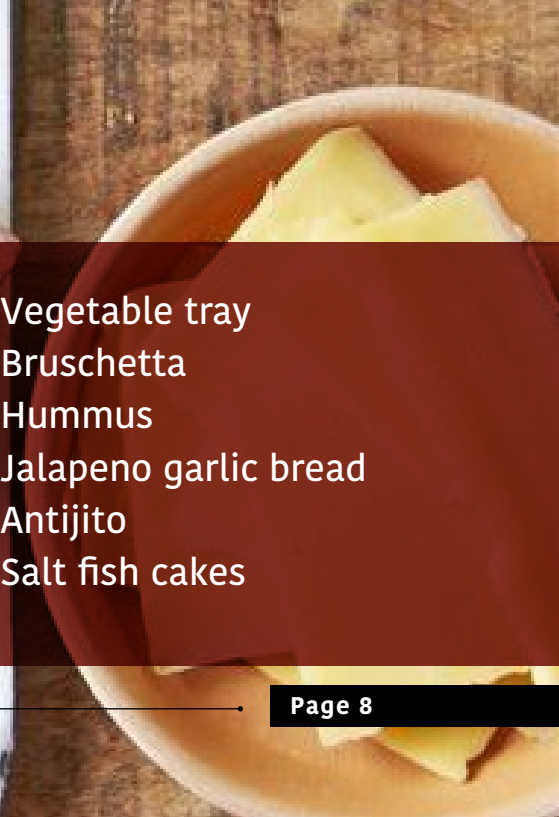 Vegetable tray
Bruschetta
Hummus
Jalapeno garlic bread
Antijito
Salt fish cakes
Page 8